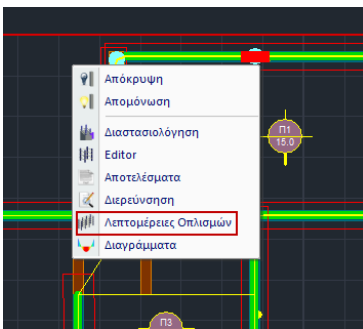 Απόκρυψη
Απομόνωση
Διαστασιολόγηση
Π1
15.0
Editor
Αποτελέσματα
Διερεύνηση
Λεπτομέρειες Οπλισμών
Διαγράμματα
Π3